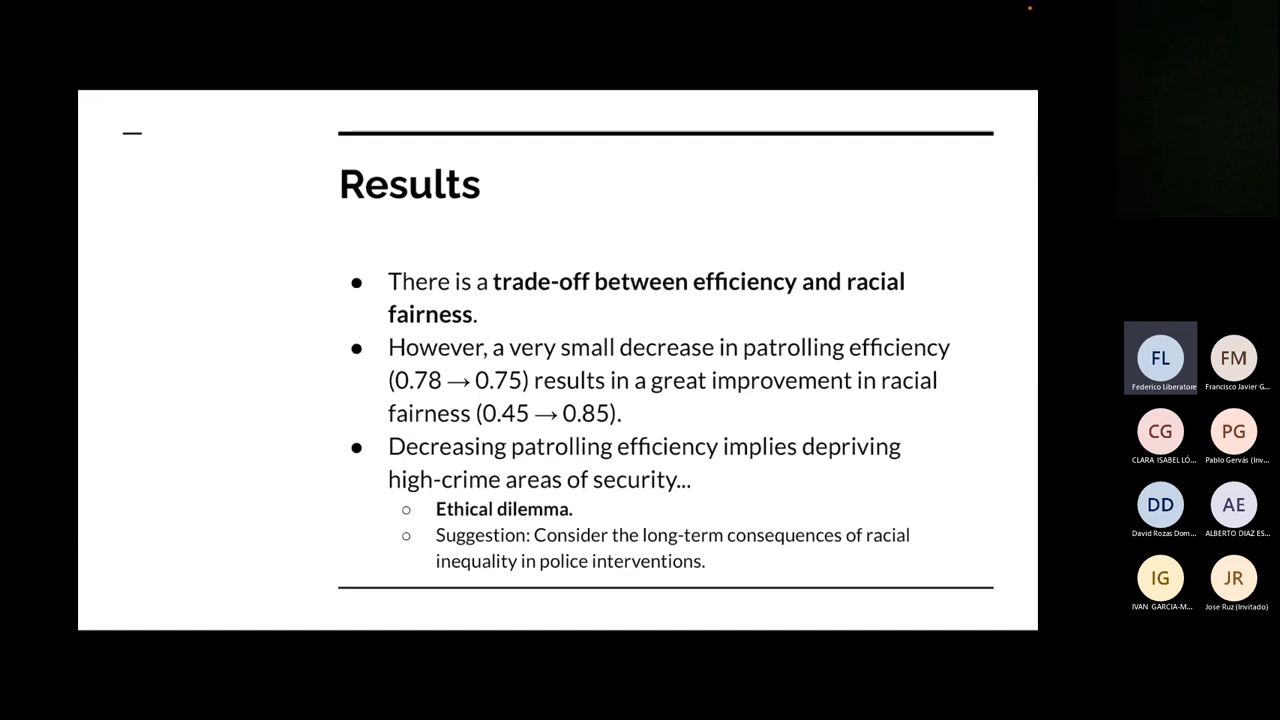 Results
● There is a trade-off between efficiency and racial
fairness.
● However, a very small decrease in patrolling efficiency
(0.78 → 0.75) results in a great improvement in racial
fairness (0.45 → 0.85).
● Decreasing patrolling efficiency implies depriving
high-crime areas of security...
○ Ethical dilemma.
○ Suggestion: Consider the long-term consequences of racial
inequality in police interventions.
FL
Federico Liberatore
FM
Francisco Javier G...
CG
CLARA ISABEL LÓ...
PG
Pablo Gervás (Inv...
DD
David Rozas Dom...
AE
ALBERTO DIAZ ES...
IG
IVAN GARCIA-M...
JR
Jose Ruz (Invitado)